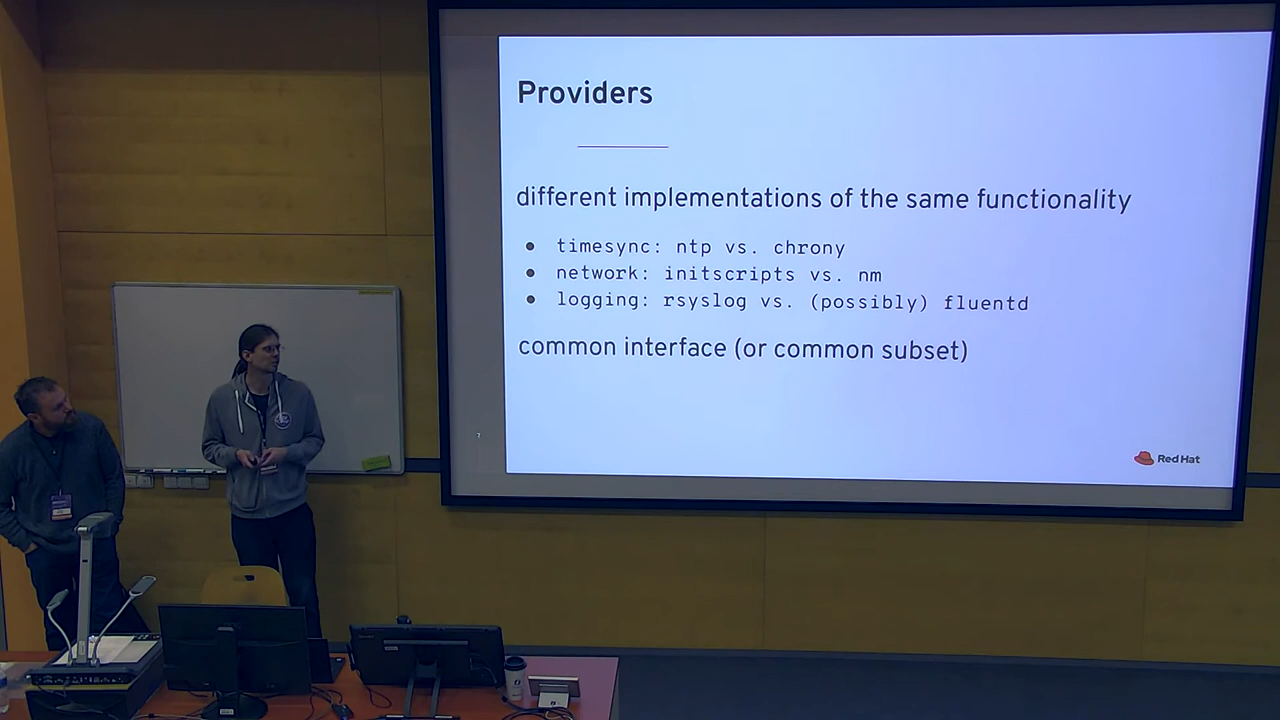 Providers
different implementations of the same functionality
● timesync: ntp vs. chrony
● network: initscripts vs. nm
● logging: rsyslog vs. (possibly) fluentd
common interface (or common subset)
7
Red Hat